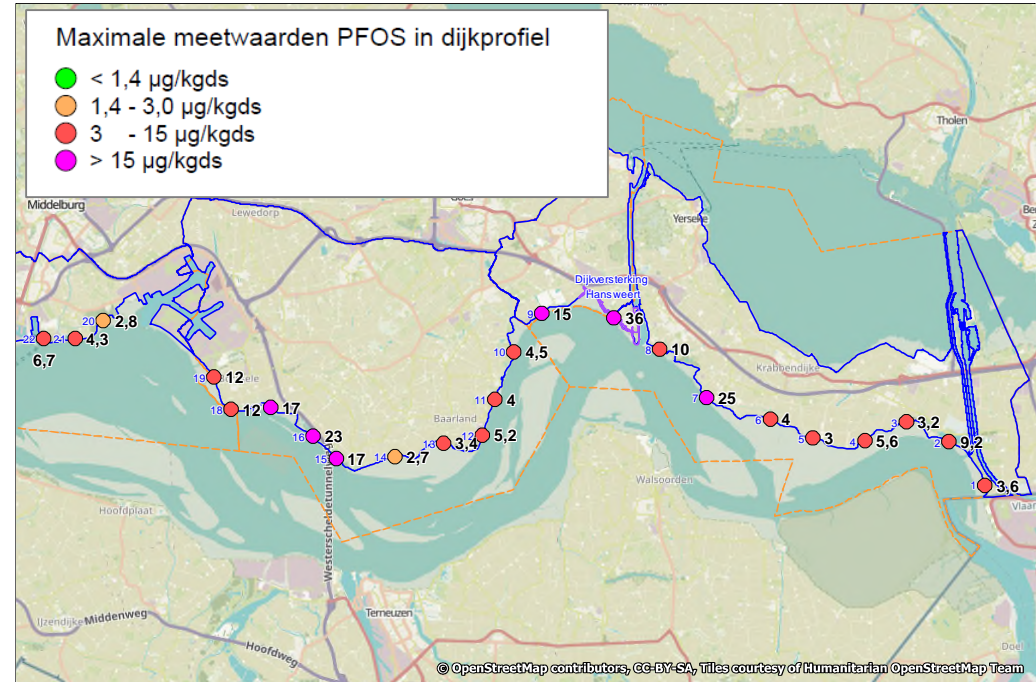 Maximale meetwaarden PFOS in dijkprofiel
< 1,4 µg/kgds
1,4 - 3,0 µg/kgds
3 - 15 µg/kgds
> 15 µg/kgds
Tholen
Middelburg
Lewedorp
Yerseke
Dijkversterking
Hansweert
9 15
36
20 2,8
22 21 4,3
6,7
10 4,5
8 10
Krabbendijke
19 12
11 4
7 25
18 12
17
Baarland
6 4
3 3,2
16 23
12 5,2
5 3
4 5,6
2 9,2
13 3,4
15 17
14 2,7
Walsoorden
1 3,6
Hoofdplaat
Vlaar
Westerscheldetunnelweg
Terneuzen
IJzendijke
Middenweg
Hoofdweg
Doel
© OpenStreetMap contributors, CC-BY-SA, Tiles courtesy of Humanitarian OpenStreetMap Team